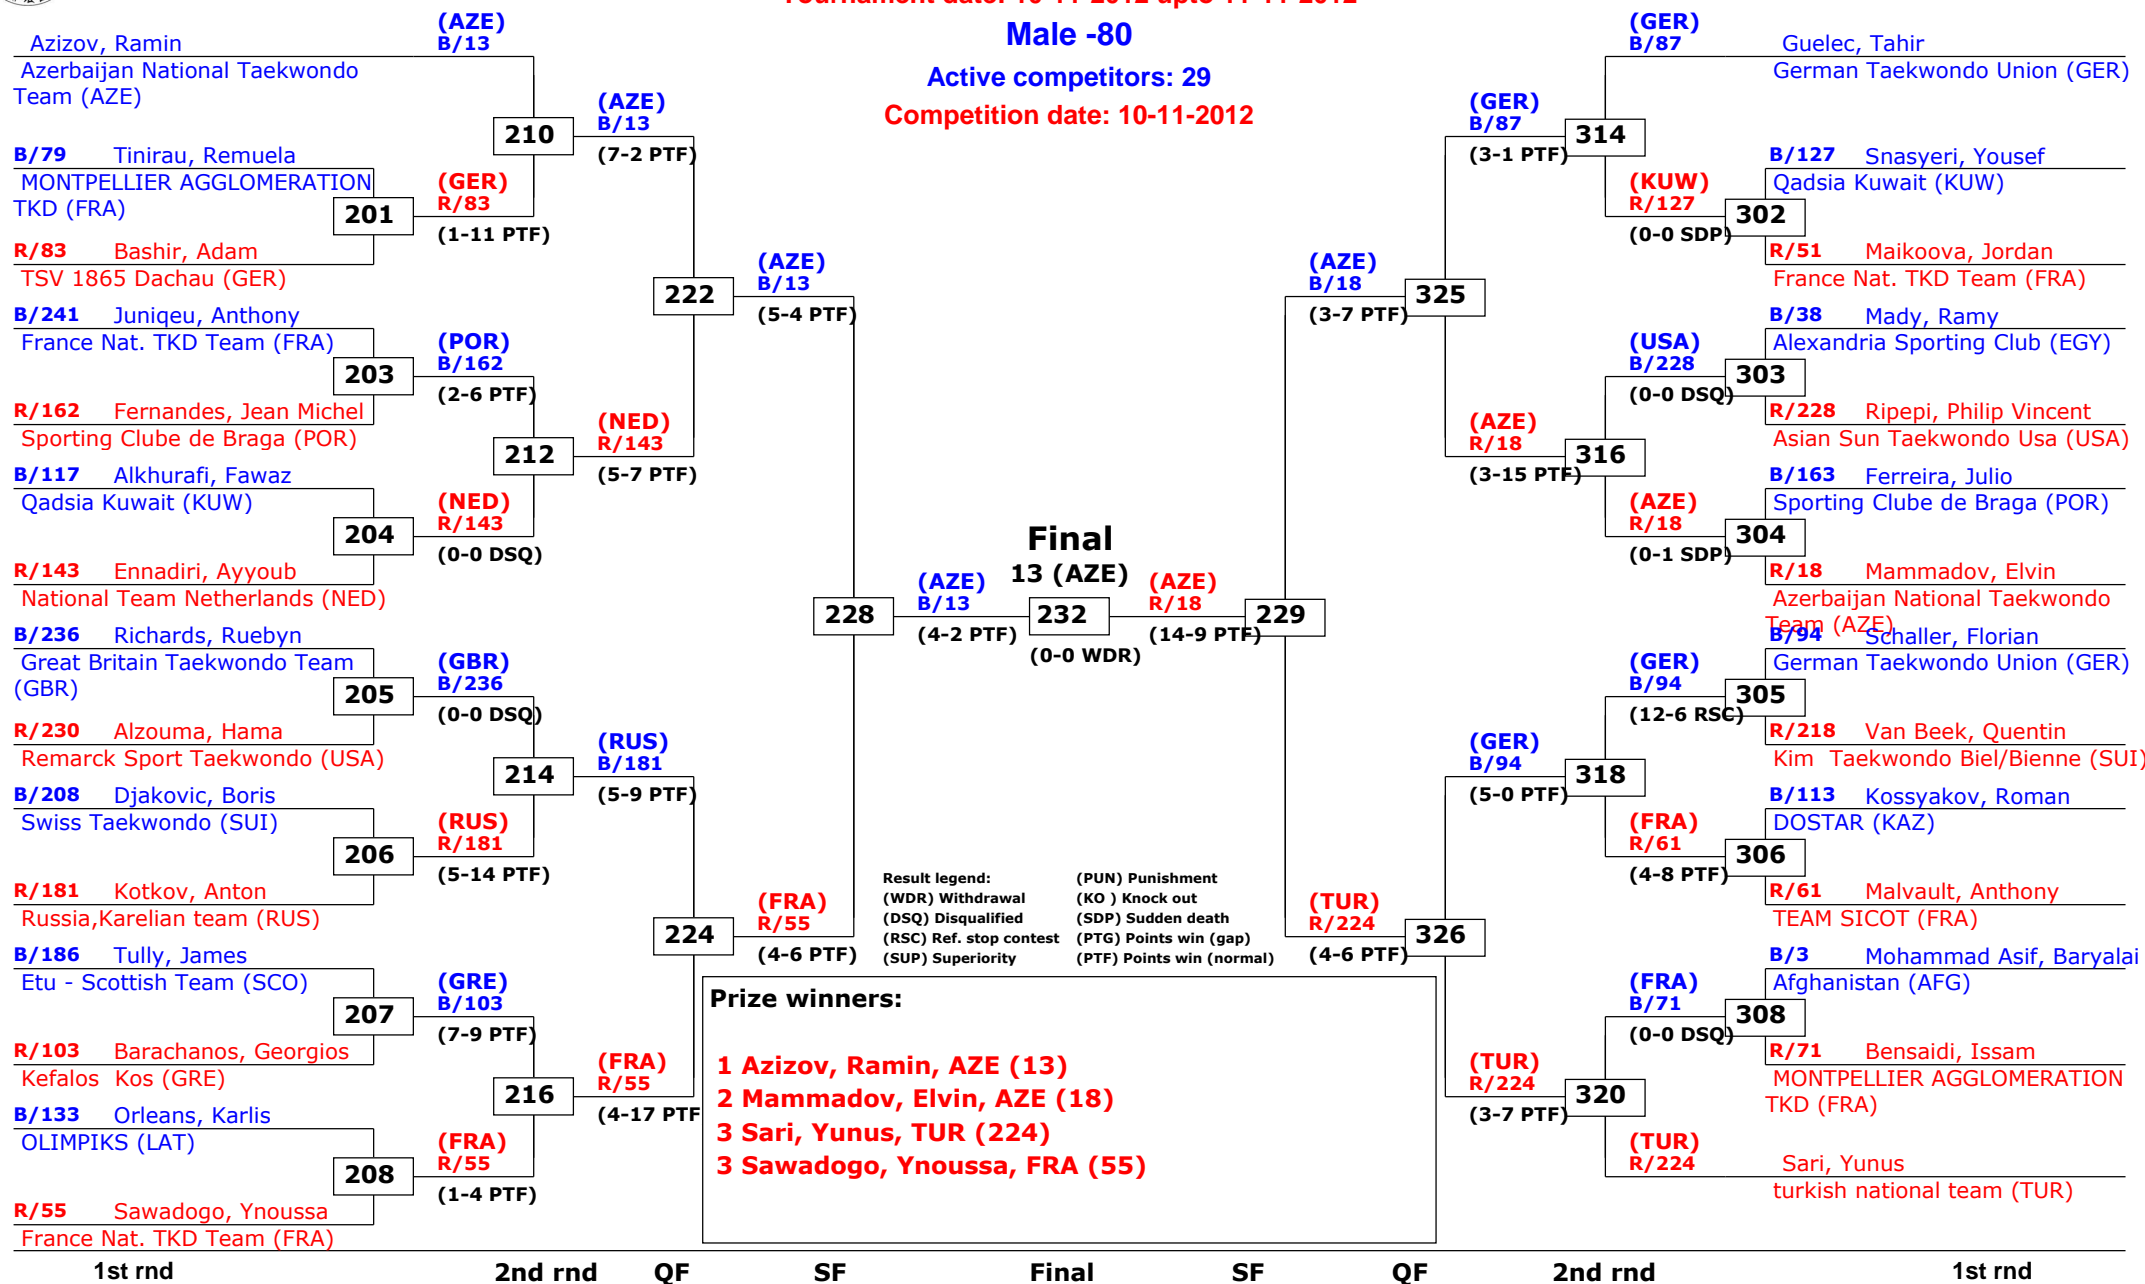 Tournament date: 10-11-2012 upto 11-11-2012
Male -80
Active competitors: 29
Competition date: 10-11-2012
Azizov, Ramin
Azerbaijan National Taekwondo
Team (AZE)
B/79 Tinirau, Remuela
MONTPELLIER AGGLOMERATION
TKD (FRA)
201
R/83 Bashir, Adam
TSV 1865 Dachau (GER)
B/241 Juniqeu, Anthony
France Nat. TKD Team (FRA)
203
R/162 Fernandes, Jean Michel
Sporting Clube de Braga (POR)
B/117 Alkhurafi, Fawaz
Qadsia Kuwait (KUW)
204
R/143 Ennadiri, Ayyoub
National Team Netherlands (NED)
B/236 Richards, Ruebyn
Great Britain Taekwondo Team
(GBR)
205
R/230 Alzouma, Hama
Remarck Sport Taekwondo (USA)
B/208 Djakovic, Boris
Swiss Taekwondo (SUI)
206
R/181 Kotkov, Anton
Russia,Karelian team (RUS)
B/186 Tully, James
Etu - Scottish Team (SCO)
207
R/103 Barachanos, Georgios
Kefalos Kos (GRE)
B/133 Orleans, Karlis
OLIMPIKS (LAT)
208
R/55 Sawadogo, Ynoussa
France Nat. TKD Team (FRA)
(AZE)
B/13
210
(GER)
R/83
(1-11 PTF)
(POR)
B/162
(2-6 PTF)
212
(NED)
R/143
(0-0 DSQ)
(GBR)
B/236
(0-0 DSQ)
214
(RUS)
R/181
(5-14 PTF)
(GRE)
B/103
(7-9 PTF)
216
(FRA)
R/55
(1-4 PTF)
(AZE)
B/13
(7-2 PTF)
222
(NED)
R/143
(5-7 PTF)
(RUS)
B/181
(5-9 PTF)
224
(FRA)
R/55
(4-17 PTF
(AZE)
B/13
(5-4 PTF)
228
(FRA)
R/55
(4-6 PTF)
(AZE)
B/13
(4-2 PTF)
Final
13 (AZE)
232
(0-0 WDR)
(AZE)
R/18
(14-9 PTF)
229
(AZE)
B/18
(3-7 PTF)
(TUR)
R/224
(4-6 PTF)
325
326
(GER)
B/87
(3-1 PTF)
(AZE)
R/18
(3-15 PTF)
(GER)
B/94
(5-0 PTF)
(TUR)
R/224
(3-7 PTF)
314
316
318
320
(GER)
B/87
(KUW)
R/127
(0-0 SDP)
(USA)
B/228
(0-0 DSQ)
(AZE)
R/18
(0-1 SDP)
(GER)
B/94
(12-6 RSC)
(FRA)
R/61
(4-8 PTF)
(FRA)
B/71
(0-0 DSQ)
(TUR)
R/224
Guelec, Tahir
German Taekwondo Union (GER)
B/127 Snasyeri, Yousef
Qadsia Kuwait (KUW)
302
R/51 Maikoova, Jordan
France Nat. TKD Team (FRA)
B/38 Mady, Ramy
Alexandria Sporting Club (EGY)
303
R/228 Ripepi, Philip Vincent
Asian Sun Taekwondo Usa (USA)
B/163 Ferreira, Julio
Sporting Clube de Braga (POR)
304
R/18 Mammadov, Elvin
Azerbaijan National Taekwondo
Team (AZE)
B/94 Schaller, Florian
German Taekwondo Union (GER)
305
R/218 Van Beek, Quentin
Kim Taekwondo Biel/Bienne (SUI)
B/113 Kossyakov, Roman
DOSTAR (KAZ)
306
R/61 Malvault, Anthony
TEAM SICOT (FRA)
B/3 Mohammad Asif, Baryalai
Afghanistan (AFG)
308
R/71 Bensaidi, Issam
MONTPELLIER AGGLOMERATION
TKD (FRA)
Sari, Yunus
turkish national team (TUR)
Result legend: (PUN) Punishment
(WDR) Withdrawal (KO ) Knock out
(DSQ) Disqualified (SDP) Sudden death
(RSC) Ref. stop contest (PTG) Points win (gap)
(SUP) Superiority (PTF) Points win (normal)
Prize winners:
1 Azizov, Ramin, AZE (13)
2 Mammadov, Elvin, AZE (18)
3 Sari, Yunus, TUR (224)
3 Sawadogo, Ynoussa, FRA (55)
1st rnd 2nd rnd QF SF Final SF QF 2nd rnd 1st rnd